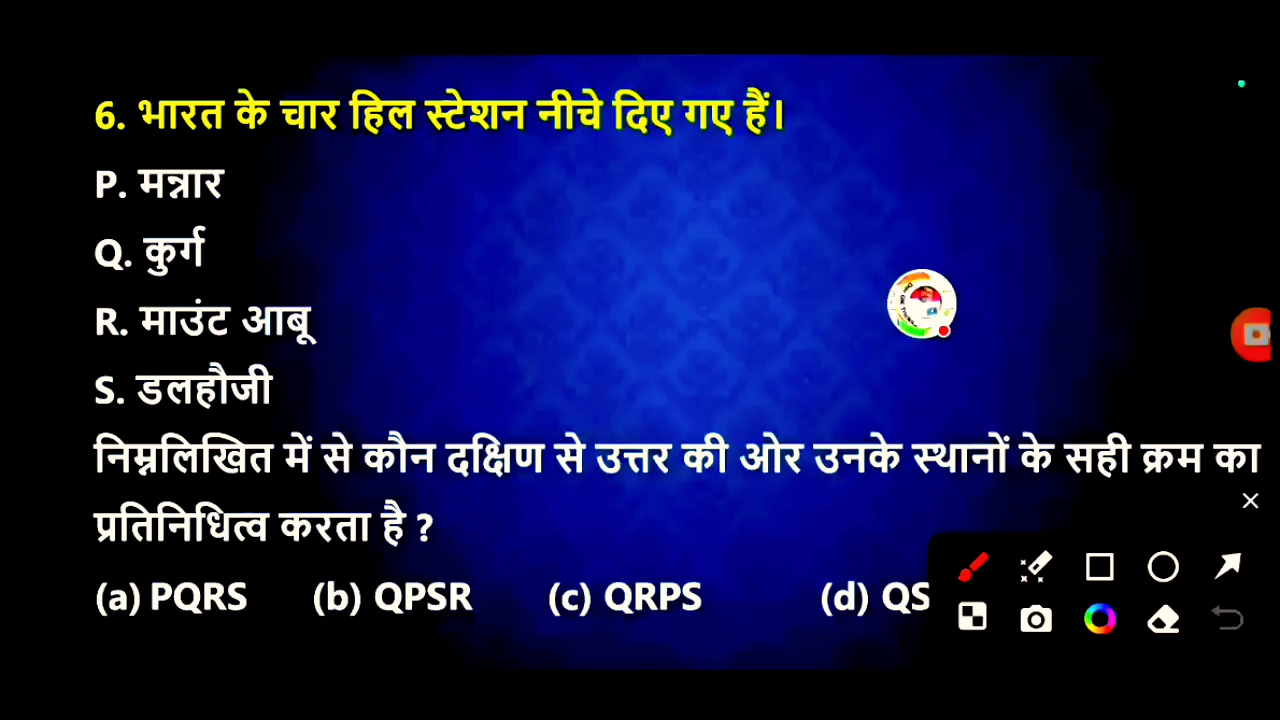 6. भारत के चार हिल स्टेशन नीचे दिए गए हैं।
P. मन्नार
Q. कुर्ग
R. माउंट आबू
S. डलहौजी
निम्नलिखित में से कौन दक्षिण से उत्तर की ओर उनके स्थानों के सही क्रम का
प्रतिनिधित्व करता है ?
(a) PQRS (b) QPSR (c) QRPS (d) QS